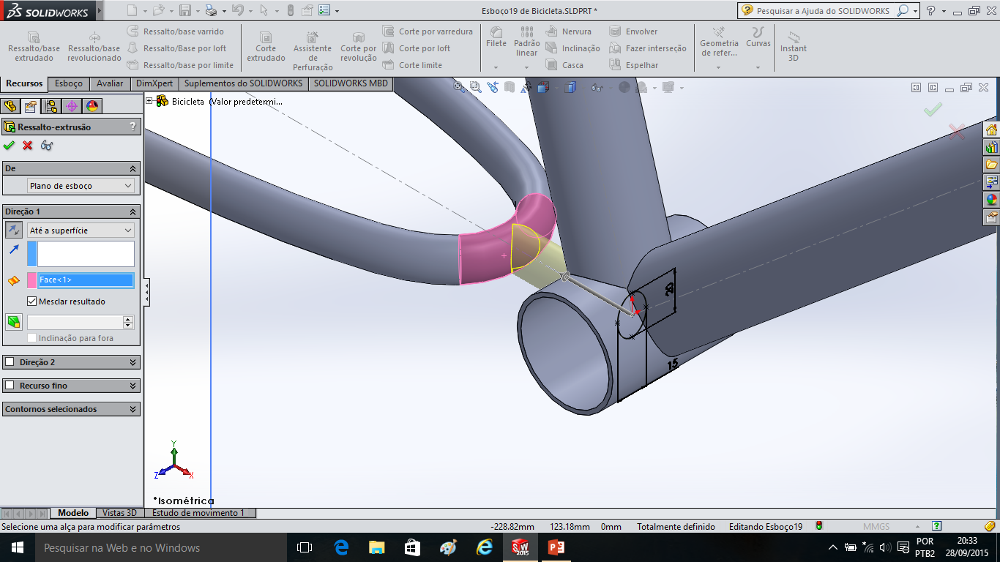 SOLIDWORKS
Esboço19 de Bicicleta.SLDPRT *
Pesquisar a Ajuda do SOLIDWORKS
Ressalto/base extrudado
Ressalto/base revolucionado
Ressalto/base varrido
Ressalto/Base por loft
Ressalto/base por limite
Corte extrudado
Assistente de Perfuração
Corte por revolução
Corte por varredura
Corte por loft
Corte limite
Filete
Padrão linear
Nervura
Inclinação
Casca
Envolver
Fazer interseção
Espelhar
Geometria de refer...
Curvas
Instant 3D
Recursos
Esboço
Avaliar
DimXpert
Suplementos do SOLIDWORKS
SOLIDWORKS MBD
Bicicleta (Valor predetermi...
Ressalto-extrusão
?
De
Plano de esboço
Direção 1
Até a superfície
Face<1>
Mesclar resultado
Inclinação para fora
Direção 2
Recurso fino
Contornos selecionados
20
15
Y
Z
X
*Isométrica
Modelo
Vistas 3D
Estudo de movimento 1
Selecione uma alça para modificar parâmetros
-228.82mm
123.18mm
0mm
Totalmente definido
Editando Esboço19
MMGS
Pesquisar na Web e no Windows
SW
2015
POR
PTB2
20:33
28/09/2015